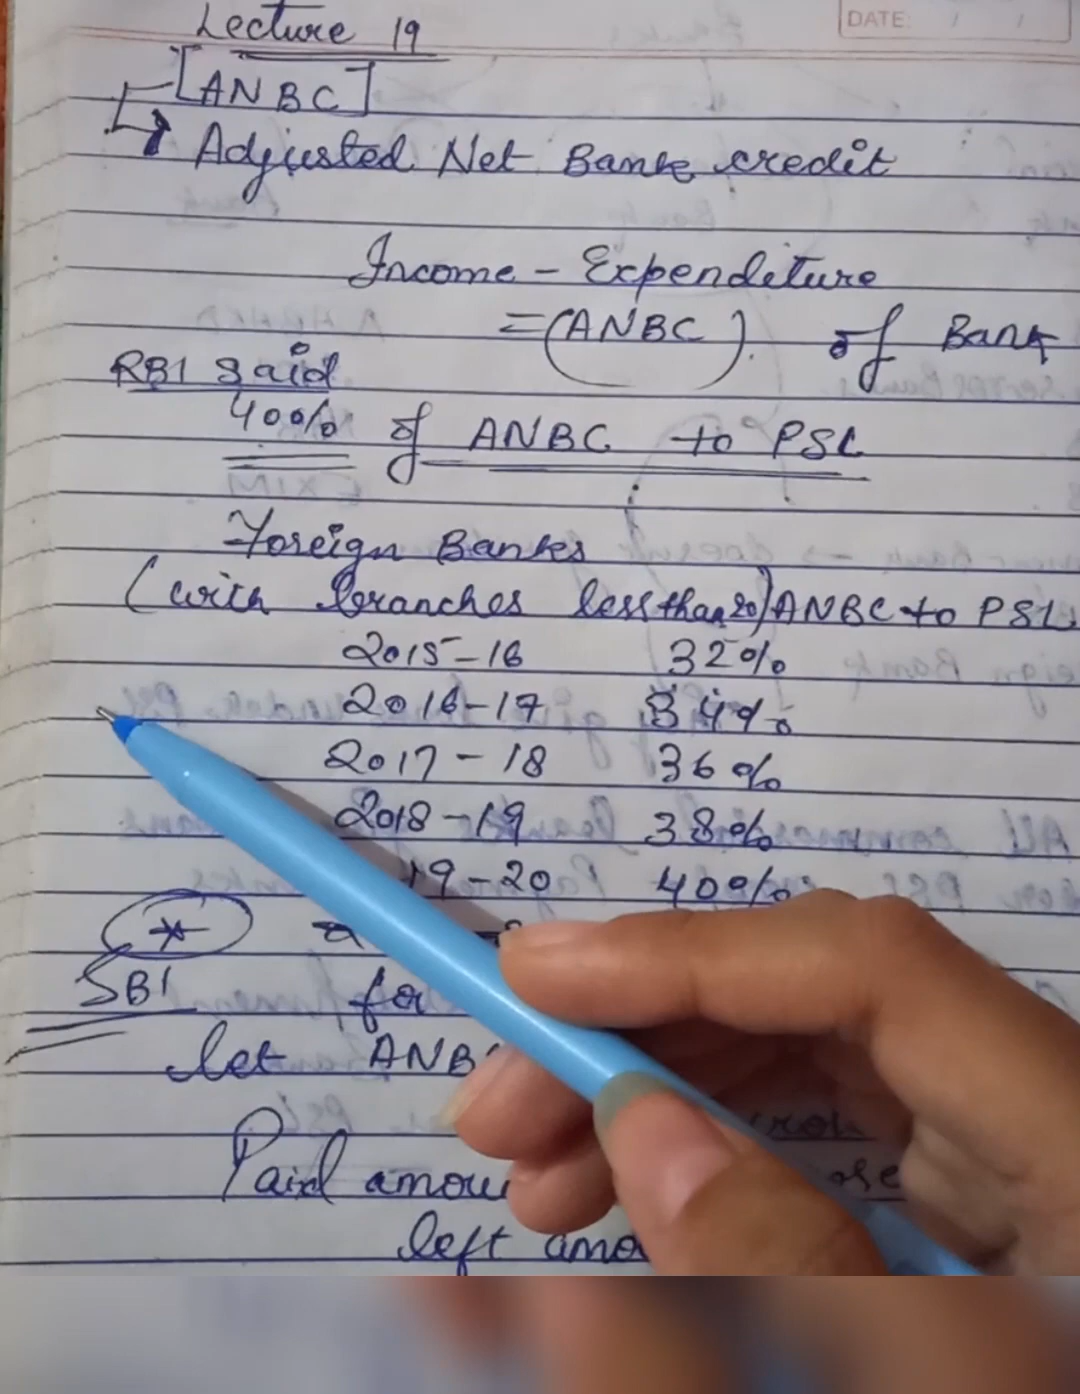 Lecture 19
DATE: / /
[ANBC]
Adjusted Net Bank credit
Income - Expenditure
= (ANBC). of Bank
RBI said
40% of ANBC to PSL
Foreign Banks
(with branches less than 20) ANBC to PSL
2015-16 32%
2016-17 34%
2017-18 36%
2018-19 38%
19-20 40%
*
SBI for
let ANBC
Paid amou
left amo